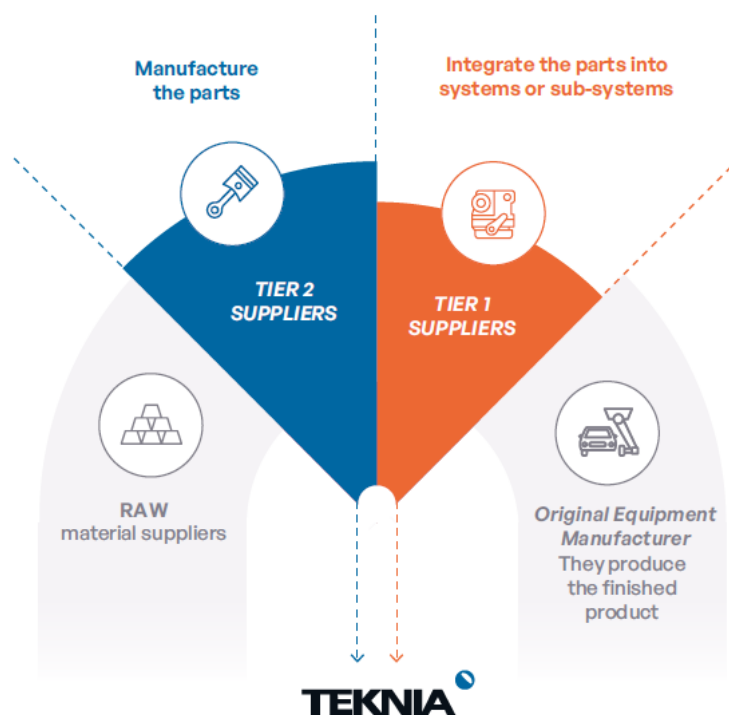 Manufacture
the parts
Integrate the parts into
systems or sub-systems
TIER 2
SUPPLIERS
TIER 1
SUPPLIERS
RAW
material suppliers
Original Equipment
Manufacturer
They produce
the finished
product
TEKNIA